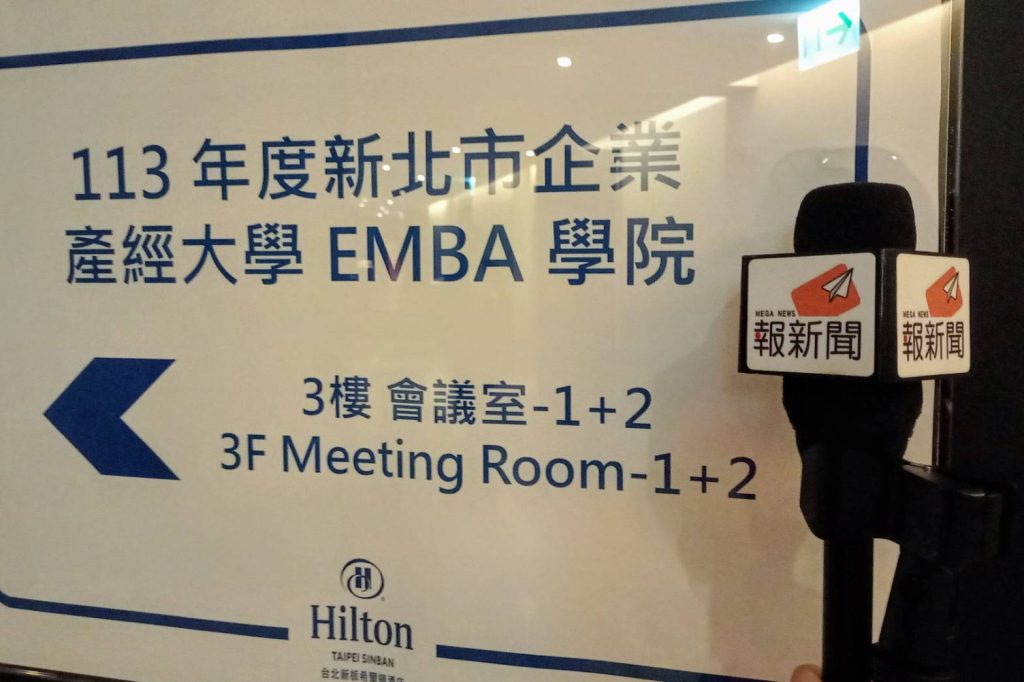 113 年度新北市企業
產經大學 EMBA 學院
3樓 會議室-1+2
3F Meeting Room-1+2
Hilton
TAIPEI SINBAN
台北新板希爾頓酒店
MEGA NEWS
報新聞
MEGA NEWS
報新聞